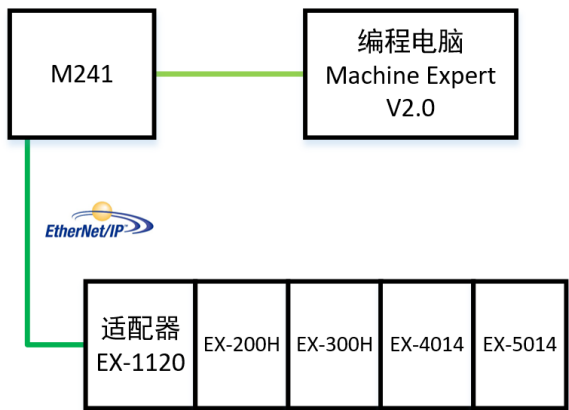 M241
编程电脑
Machine Expert
V2.0
EtherNet/IP™
适配器
EX-1120
EX-200H
EX-300H
EX-4014
EX-5014